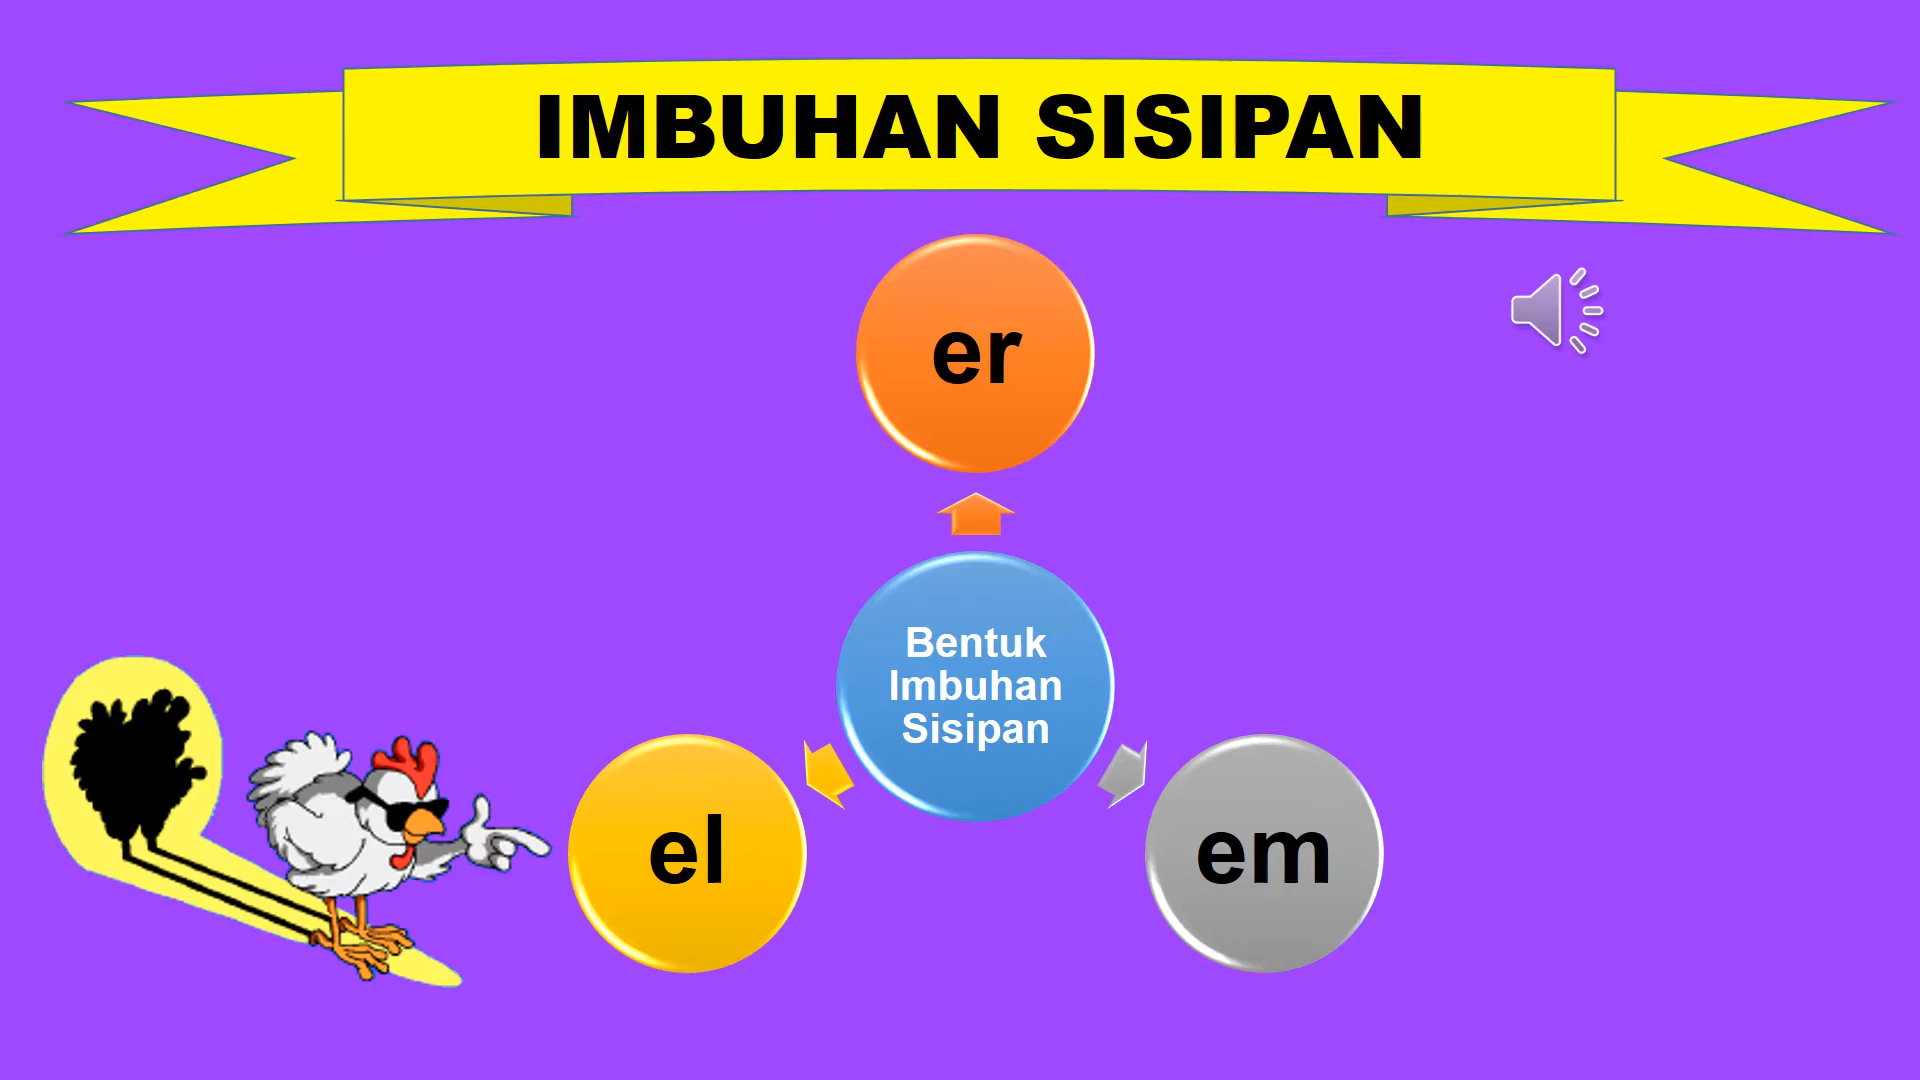 IMBUHAN SISIPAN
er
Bentuk
Imbuhan
Sisipan
el
em